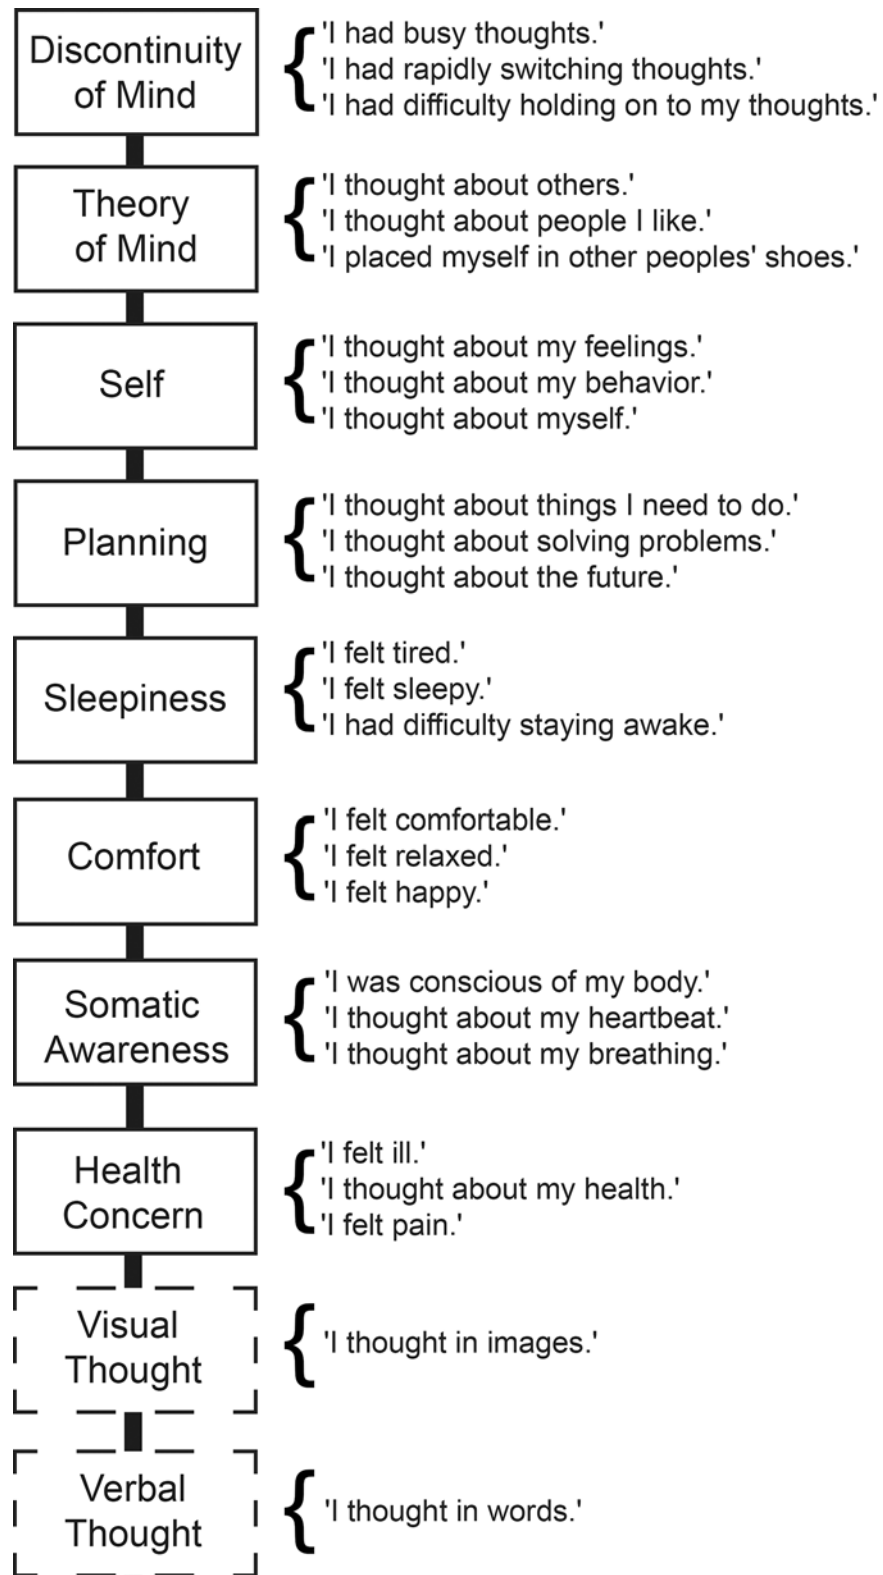 Discontinuity
of Mind
'I had busy thoughts.'
'I had rapidly switching thoughts.'
'I had difficulty holding on to my thoughts.'
Theory
of Mind
'I thought about others.'
'I thought about people I like.'
'I placed myself in other peoples' shoes.'
Self
'I thought about my feelings.'
'I thought about my behavior.'
'I thought about myself.'
Planning
'I thought about things I need to do.'
'I thought about solving problems.'
'I thought about the future.'
Sleepiness
'I felt tired.'
'I felt sleepy.'
'I had difficulty staying awake.'
Comfort
'I felt comfortable.'
'I felt relaxed.'
'I felt happy.'
Somatic
Awareness
'I was conscious of my body.'
'I thought about my heartbeat.'
'I thought about my breathing.'
Health
Concern
'I felt ill.'
'I thought about my health.'
'I felt pain.'
Visual
Thought
'I thought in images.'
Verbal
Thought
'I thought in words.'